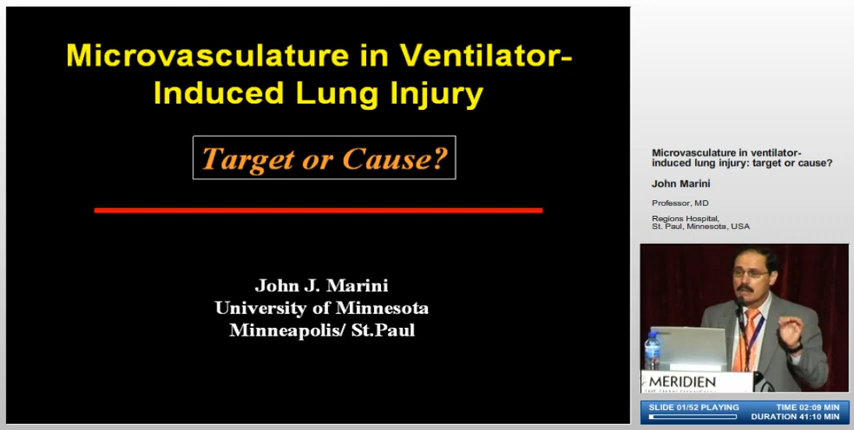 Microvasculature in Ventilator-
Induced Lung Injury
Target or Cause?
John J. Marini
University of Minnesota
Minneapolis/ St.Paul
Microvasculature in ventilator-
induced lung injury: target or cause?
John Marini
Professor, MD
Regions Hospital,
St. Paul, Minnesota, USA
MERIDIEN
SLIDE 01/52 PLAYING
TIME 02:09 MIN
DURATION 41:10 MIN